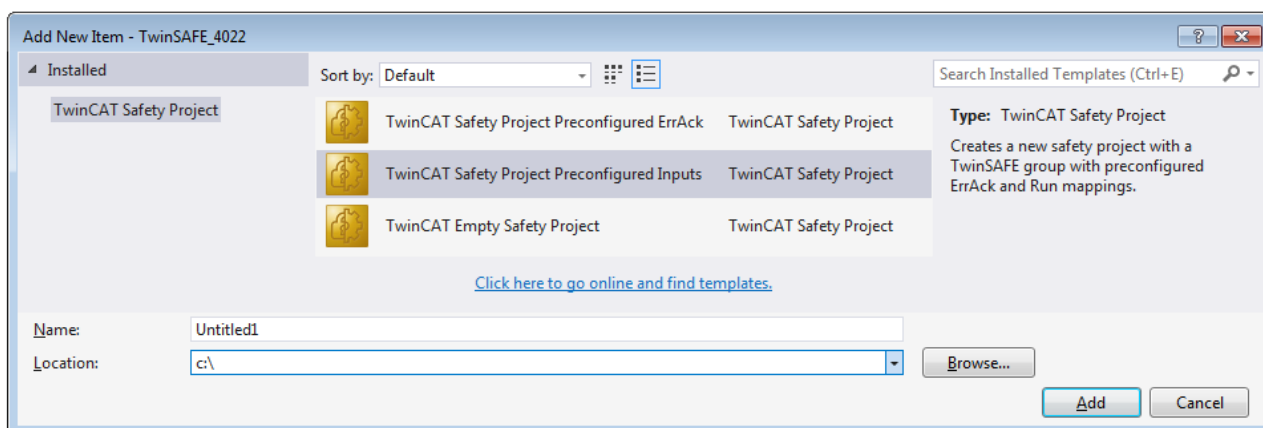 Add New Item - TwinSAFE_4022
Installed
TwinCAT Safety Project
Sort by: Default
Search Installed Templates (Ctrl+E)
TwinCAT Safety Project Preconfigured ErrAck TwinCAT Safety Project
TwinCAT Safety Project Preconfigured Inputs TwinCAT Safety Project
TwinCAT Empty Safety Project TwinCAT Safety Project
Click here to go online and find templates.
Type: TwinCAT Safety Project
Creates a new safety project with a
TwinSAFE group with preconfigured
ErrAck and Run mappings.
Name: Untitled1
Location: c:\
Browse...
Add Cancel